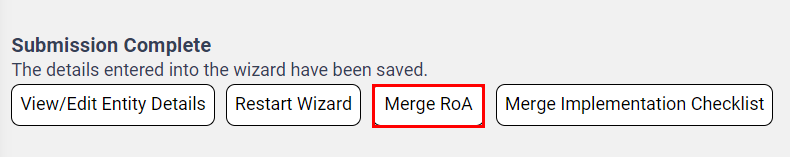 Submission Complete
The details entered into the wizard have been saved.
View/Edit Entity Details Restart Wizard Merge RoA Merge Implementation Checklist